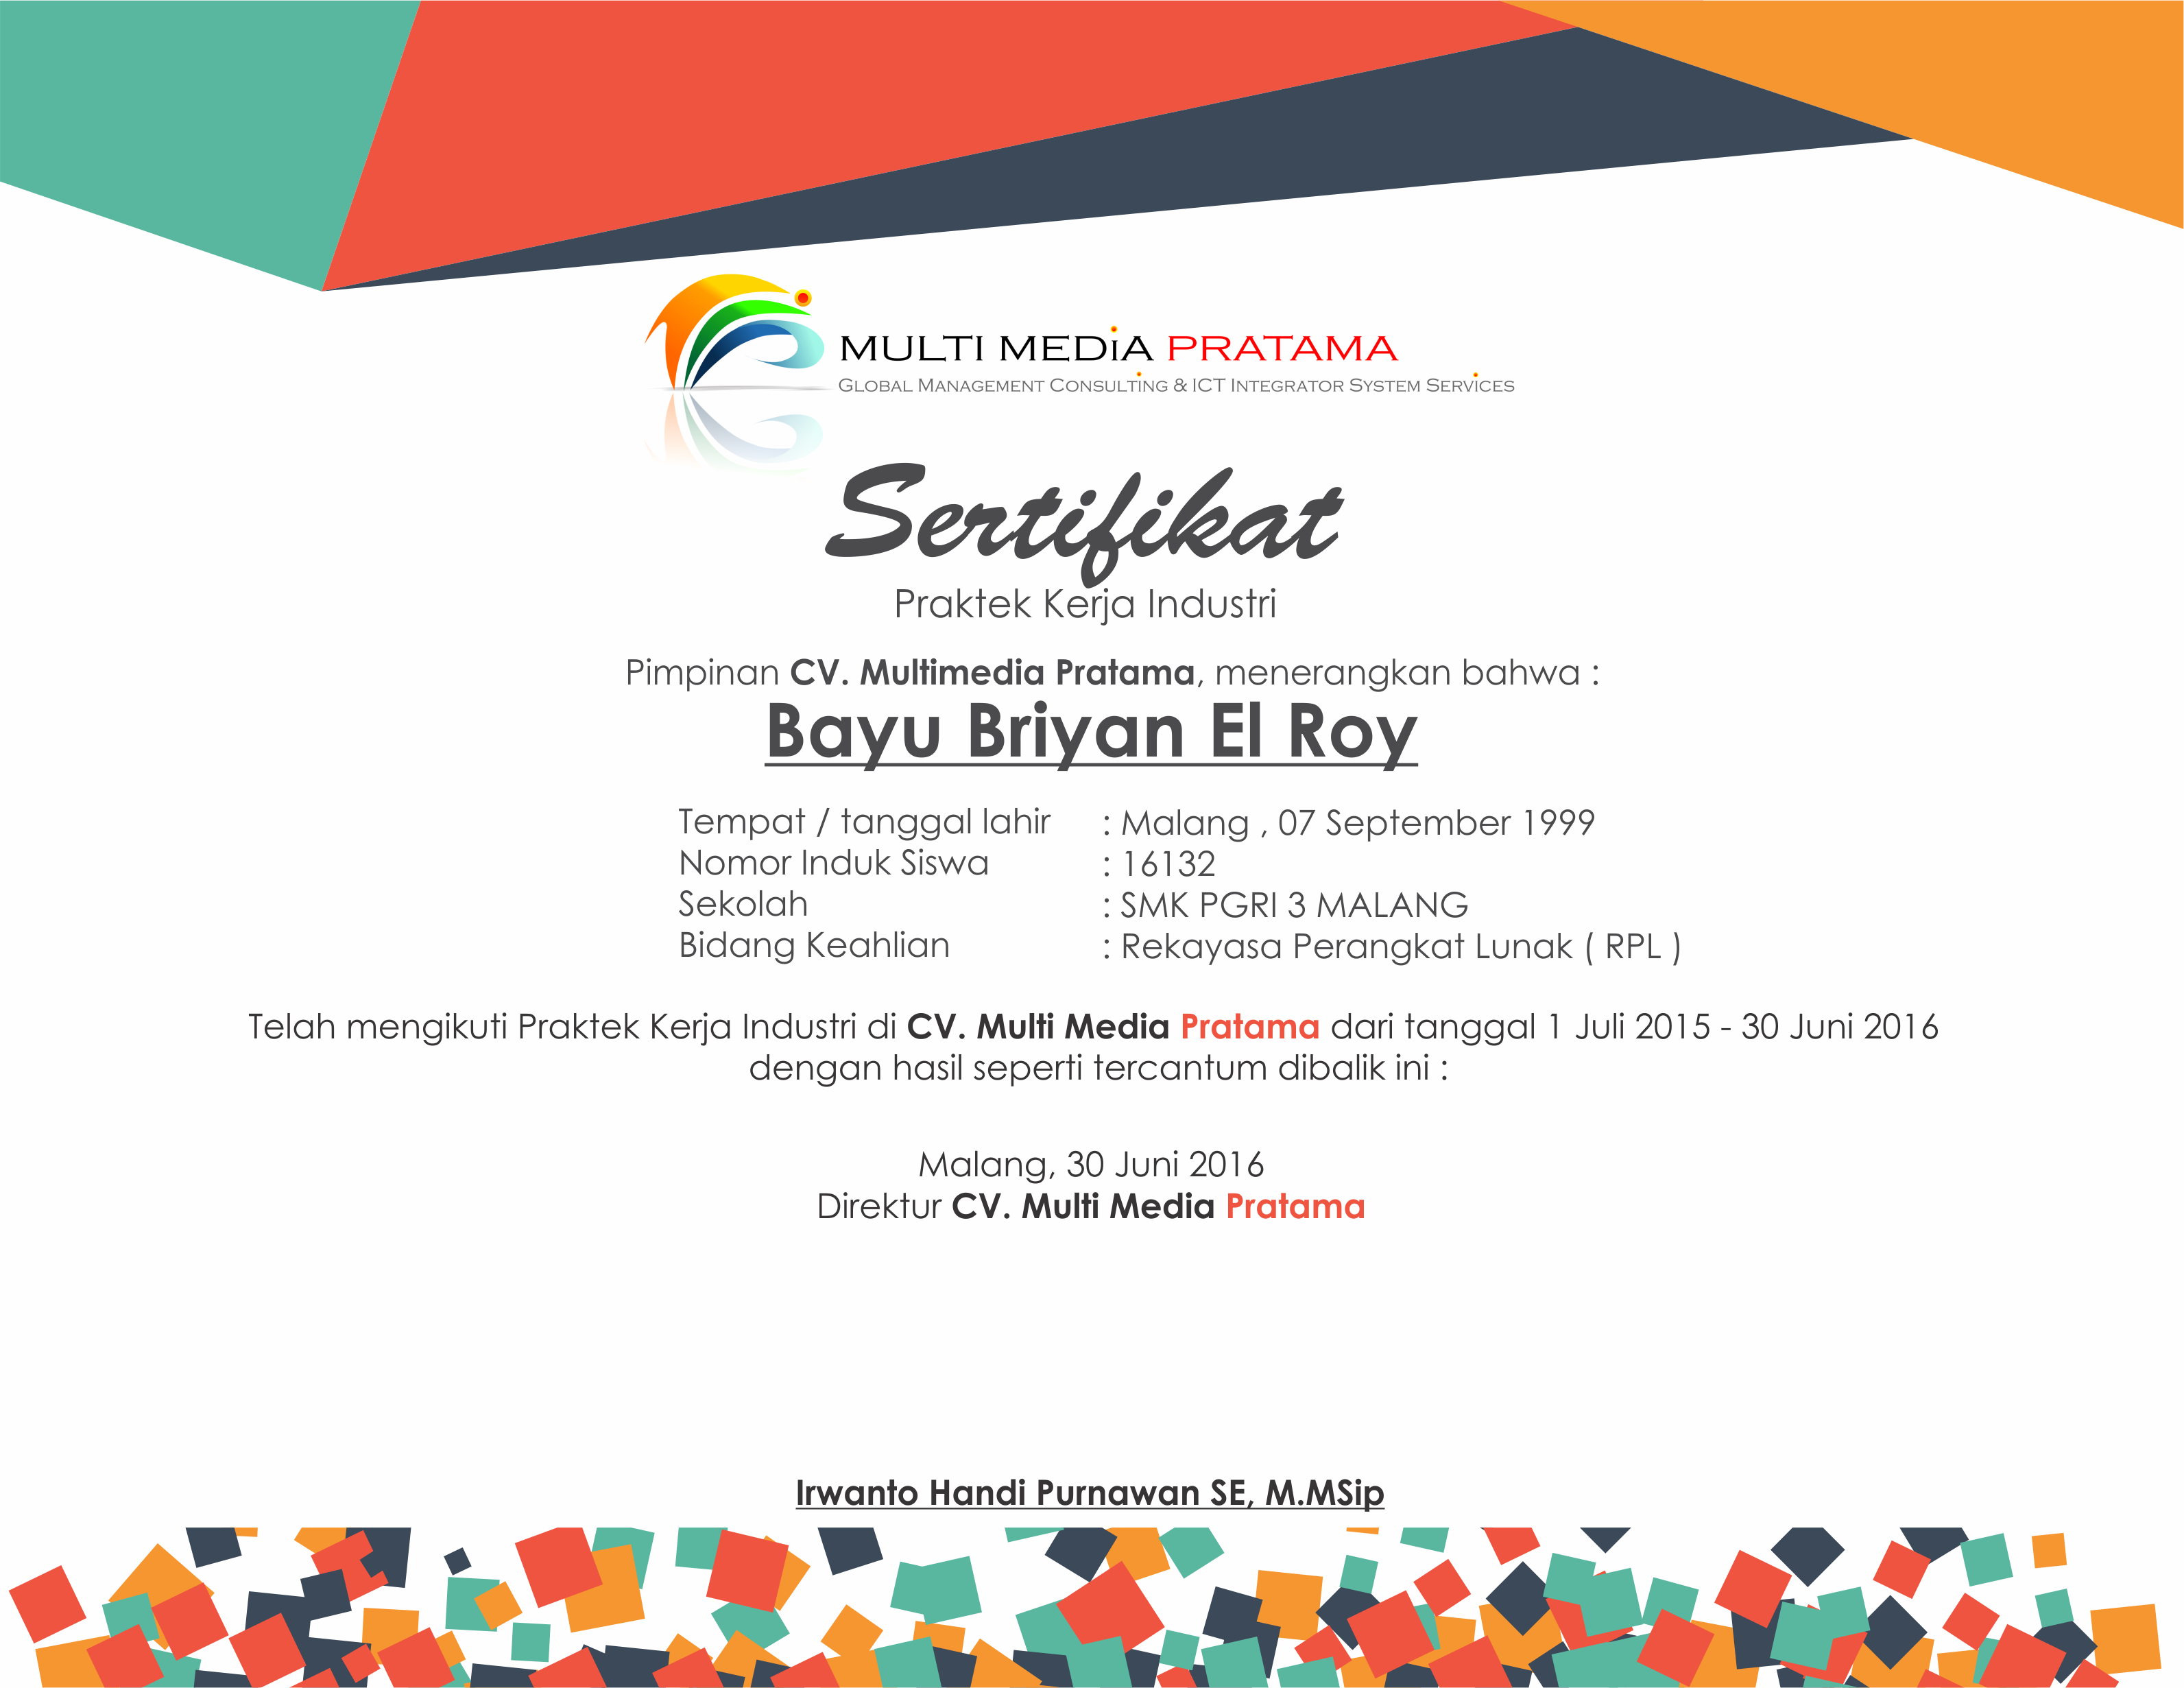 MULTI MEDiA PRATAMA
GLOBAL MANAGEMENT CONSULTiNG & ICT INTEGRATOR SYSTEM SERViCES
Sertifikat
Praktek Kerja Industri
Pimpinan CV. Multimedia Pratama, menerangkan bahwa :
Bayu Briyan El Roy
Tempat / tanggal lahir : Malang , 07 September 1999
Nomor Induk Siswa : 16132
Sekolah : SMK PGRI 3 MALANG
Bidang Keahlian : Rekayasa Perangkat Lunak ( RPL )
Telah mengikuti Praktek Kerja Industri di CV. Multi Media Pratama dari tanggal 1 Juli 2015 - 30 Juni 2016
dengan hasil seperti tercantum dibalik ini :
Malang, 30 Juni 2016
Direktur CV. Multi Media Pratama
Irwanto Handi Purnawan SE, M.MSip